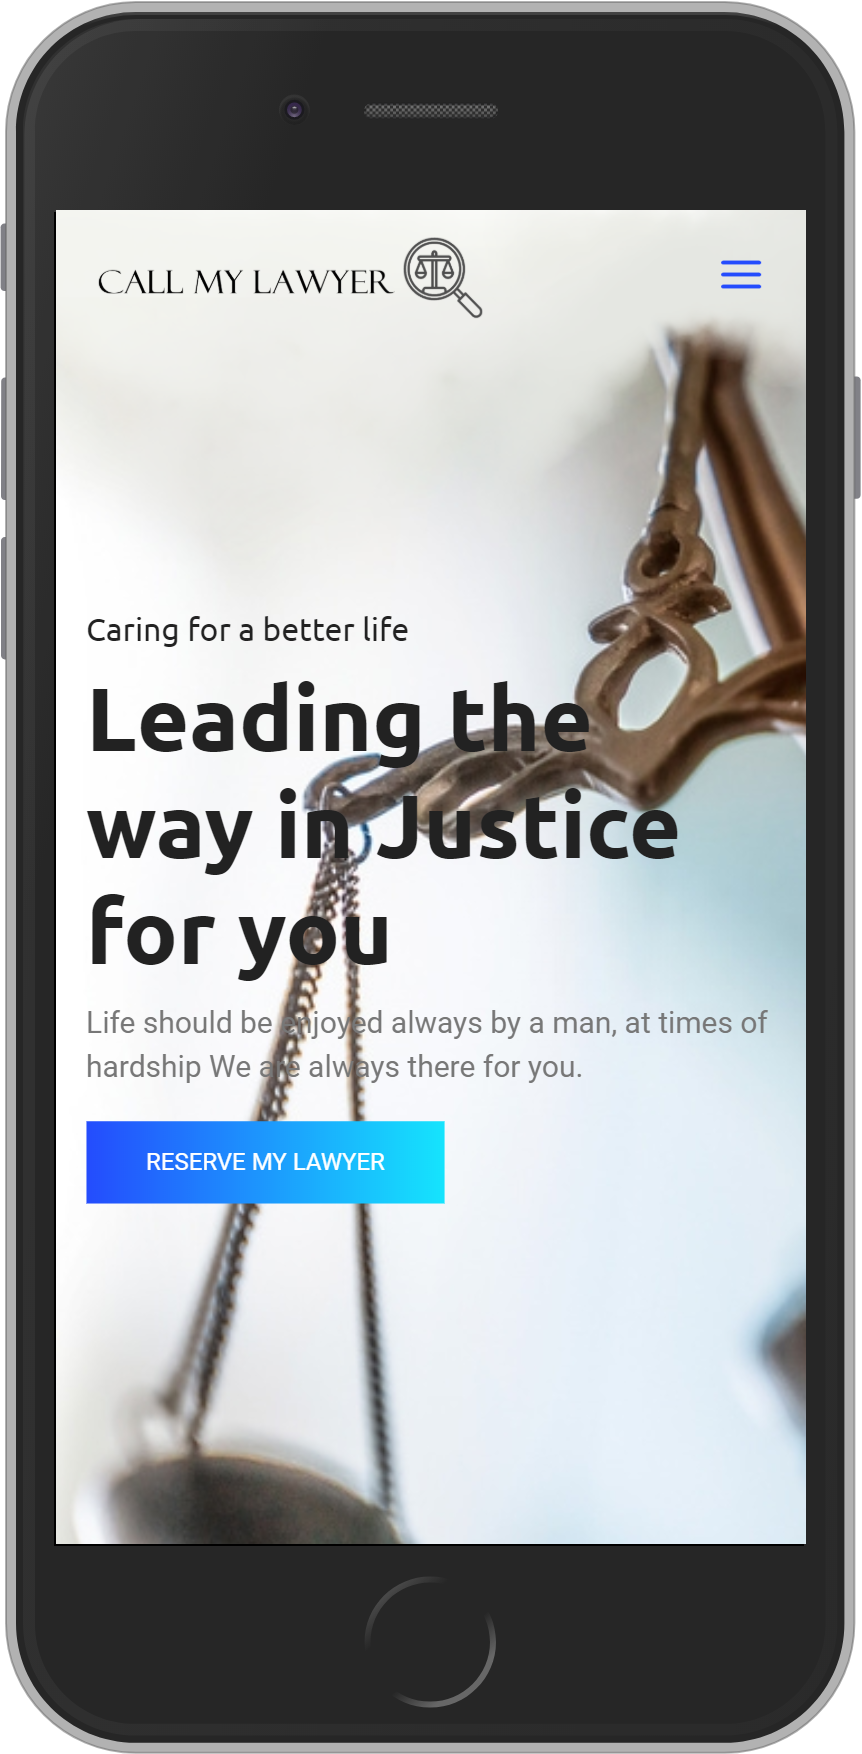 CALL MY LAWYER
Caring for a better life
Leading the
way in Justice
for you
Life should be enjoyed always by a man, at times of
hardship We are always there for you.
RESERVE MY LAWYER